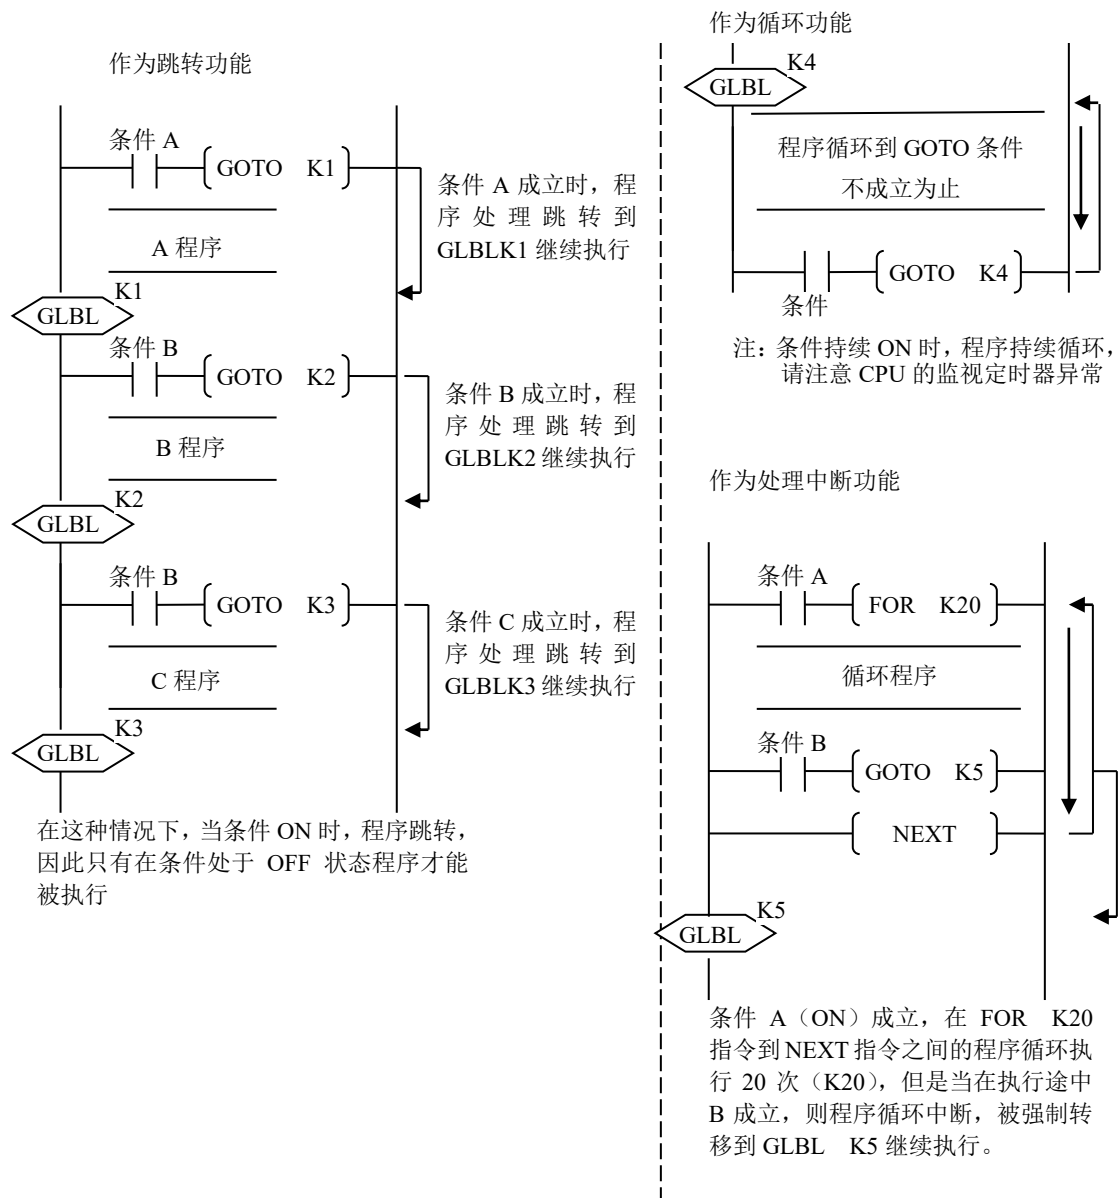 作为跳转功能
条件 A
GOTO K1
条件 A 成立时，程
序处理跳转到
GLBLK1 继续执行
A 程序
K1
GLBL
条件 B
GOTO K2
条件 B 成立时，程
序处理跳转到
GLBLK2 继续执行
B 程序
K2
GLBL
条件 B
GOTO K3
条件 C 成立时，程
序处理跳转到
GLBLK3 继续执行
C 程序
K3
GLBL
在这种情况下，当条件 ON 时，程序跳转，
因此只有在条件处于 OFF 状态程序才能
被执行
作为循环功能
K4
GLBL
程序循环到 GOTO 条件
不成立为止
GOTO K4
条件
注：条件持续 ON 时，程序持续循环，
请注意 CPU 的监视定时器异常
作为处理中断功能
条件 A
FOR K20
循环程序
条件 B
GOTO K5
NEXT
K5
GLBL
条件 A（ON）成立，在 FOR K20
指令到 NEXT 指令之间的程序循环执
行 20 次（K20），但是当在执行途中
B 成立，则程序循环中断，被强制转
移到 GLBL K5 继续执行。